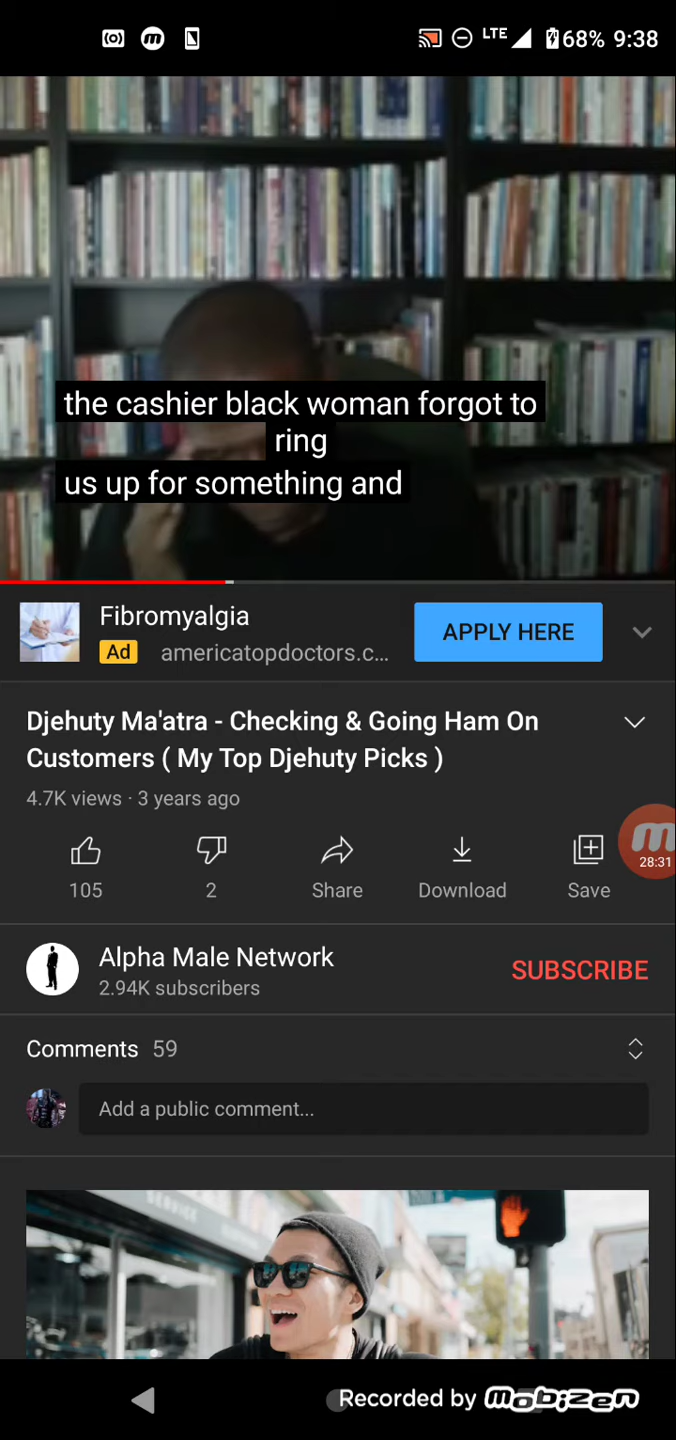 LTE 68% 9:38
the cashier black woman forgot to
ring
us up for something and
Fibromyalgia
APPLY HERE
Ad americatopdoctors.c...
Djehuty Ma'atra - Checking & Going Ham On
Customers ( My Top Djehuty Picks )
4.7K views · 3 years ago
105 2 Share Download Save
28:31
Alpha Male Network
SUBSCRIBE
2.94K subscribers
Comments 59
Add a public comment...
Recorded by mobizen